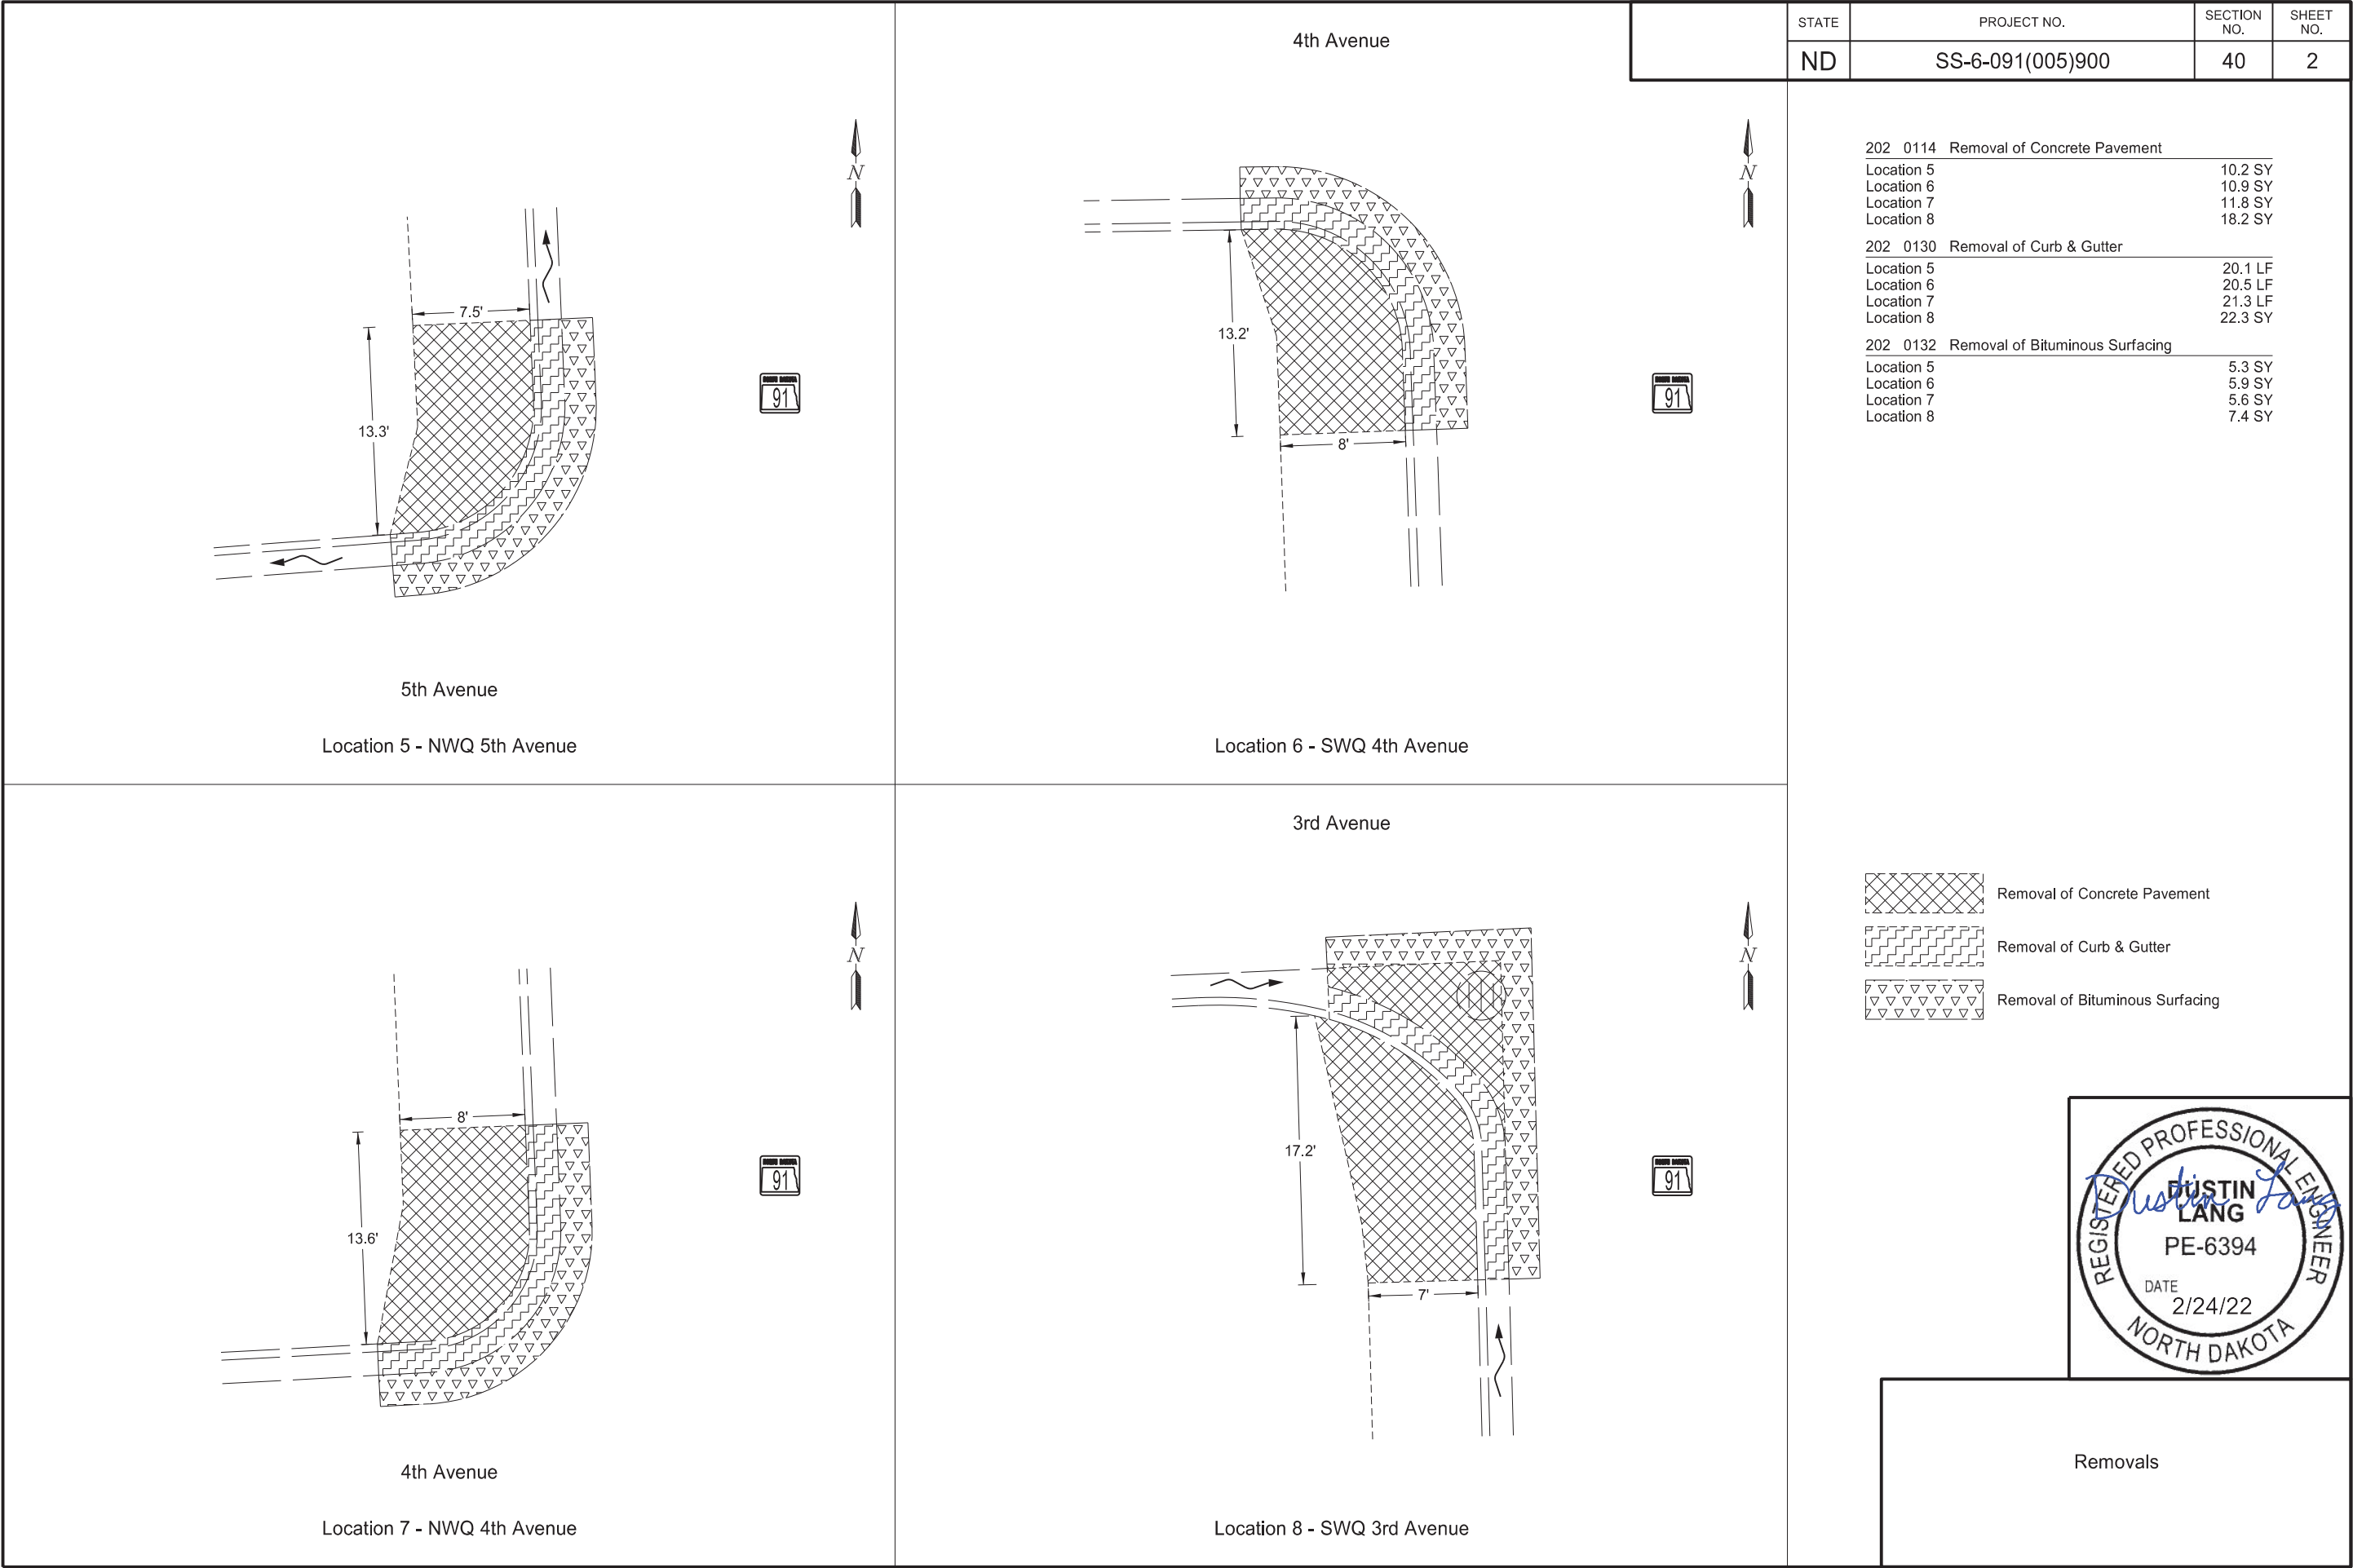 STATE
PROJECT NO.
SECTION NO.
SHEET NO.
ND
SS-6-091(005)900
40
2
N
7.5'
13.3'
91
5th Avenue
Location 5 - NWQ 5th Avenue
4th Avenue
N
13.2'
8'
91
Location 6 - SWQ 4th Avenue
202 0114 Removal of Concrete Pavement
Location 5 10.2 SY
Location 6 10.9 SY
Location 7 11.8 SY
Location 8 18.2 SY
202 0130 Removal of Curb & Gutter
Location 5 20.1 LF
Location 6 20.5 LF
Location 7 21.3 LF
Location 8 22.3 SY
202 0132 Removal of Bituminous Surfacing
Location 5 5.3 SY
Location 6 5.9 SY
Location 7 5.6 SY
Location 8 7.4 SY
N
8'
13.6'
91
4th Avenue
Location 7 - NWQ 4th Avenue
3rd Avenue
N
17.2'
7'
91
Location 8 - SWQ 3rd Avenue
Removal of Concrete Pavement
Removal of Curb & Gutter
Removal of Bituminous Surfacing
REGISTERED PROFESSIONAL ENGINEER
Dustin Lang
DUSTIN
LANG
PE-6394
DATE
2/24/22
NORTH DAKOTA
Removals